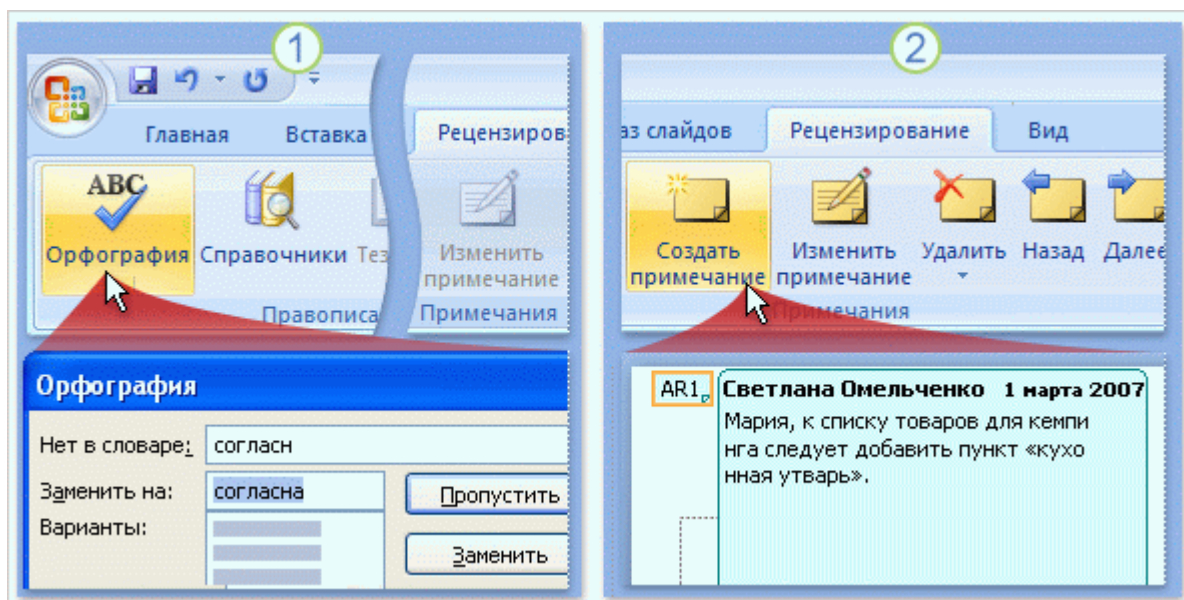 1
Главная Вставка Рецензиров
ABC
Орфография Справочники Тез Изменить
примечание
Правописа Примечания
Орфография
Нет в словаре: согласн
Заменить на: согласна Пропустить
Варианты:
Заменить
2
аз слайдов Рецензирование Вид
Создать
примечание Изменить
примечание Удалить Назад Далее
Примечания
AR1 Светлана Омельченко 1 марта 2007
Мария, к списку товаров для кемпи
нга следует добавить пункт «кухо
нная утварь».